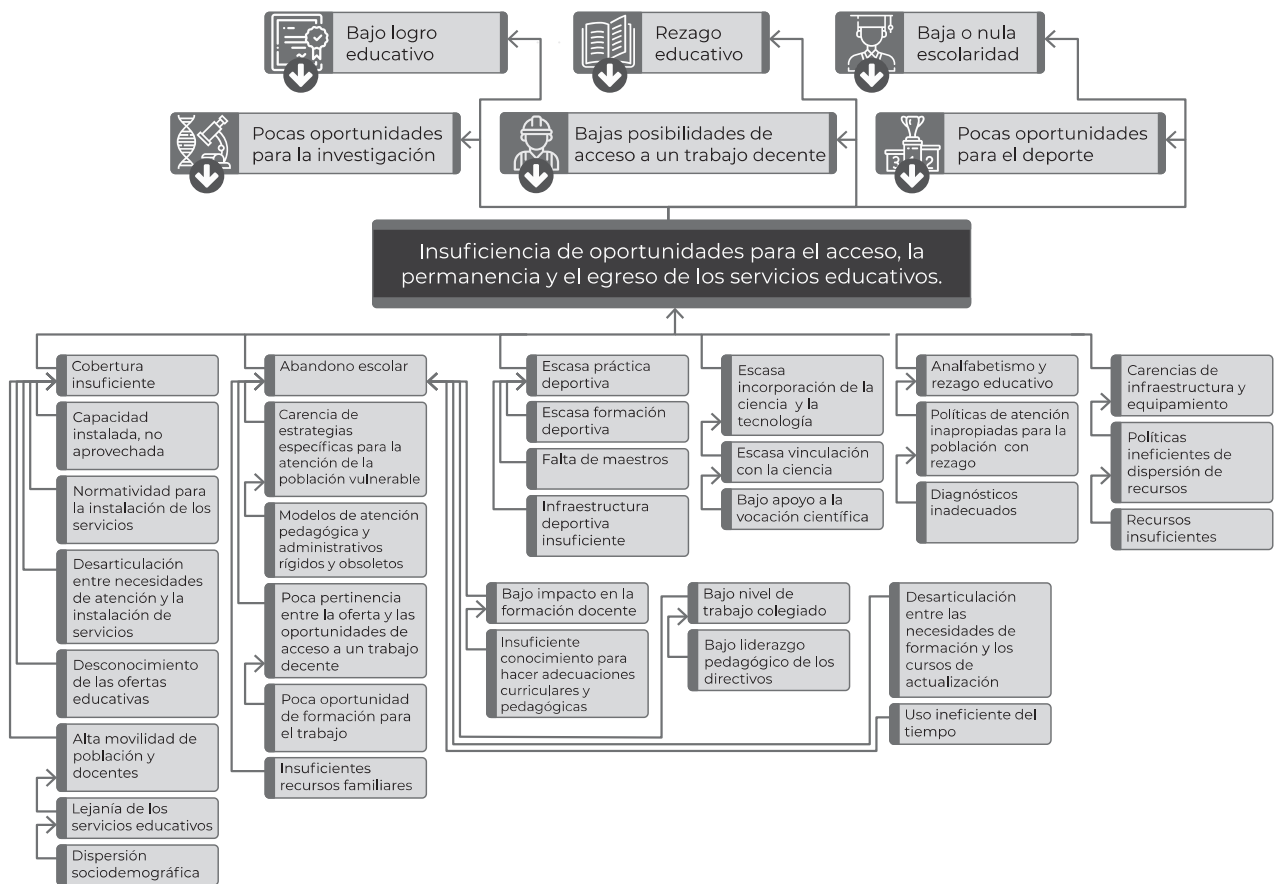 Bajo logro
educativo
Rezago
educativo
Baja o nula
escolaridad
Pocas oportunidades
para la investigación
Bajas posibilidades de
acceso a un trabajo decente
3 1 2
Pocas oportunidades
para el deporte
Insuficiencia de oportunidades para el acceso, la
permanencia y el egreso de los servicios educativos.
Cobertura
insuficiente
Capacidad
instalada, no
aprovechada
Normatividad para
la instalación de los
servicios
Desarticulación
entre necesidades
de atención y la
instalación de
servicios
Desconocimiento
de las ofertas
educativas
Alta movilidad de
población y
docentes
Lejanía de los
servicios educativos
Dispersión
sociodemográfica
Abandono escolar
Carencia de
estrategias
específicas para la
atención de la
población vulnerable
Modelos de atención
pedagógica y
administrativos
rígidos y obsoletos
Poca pertinencia
entre la oferta y las
oportunidades de
acceso a un trabajo
decente
Poca oportunidad
de formación para
el trabajo
Insuficientes
recursos familiares
Escasa práctica
deportiva
Escasa formación
deportiva
Falta de maestros
Infraestructura
deportiva
insuficiente
Escasa
incorporación de la
ciencia y la
tecnología
Escasa vinculación
con la ciencia
Bajo apoyo a la
vocación científica
Analfabetismo y
rezago educativo
Políticas de atención
inapropiadas para la
población con
rezago
Diagnósticos
inadecuados
Carencias de
infraestructura y
equipamiento
Políticas
ineficientes de
dispersión de
recursos
Recursos
insuficientes
Bajo impacto en la
formación docente
Insuficiente
conocimiento para
hacer adecuaciones
curriculares y
pedagógicas
Bajo nivel de
trabajo colegiado
Bajo liderazgo
pedagógico de los
directivos
Desarticulación
entre las
necesidades de
formación y los
cursos de
actualización
Uso ineficiente del
tiempo